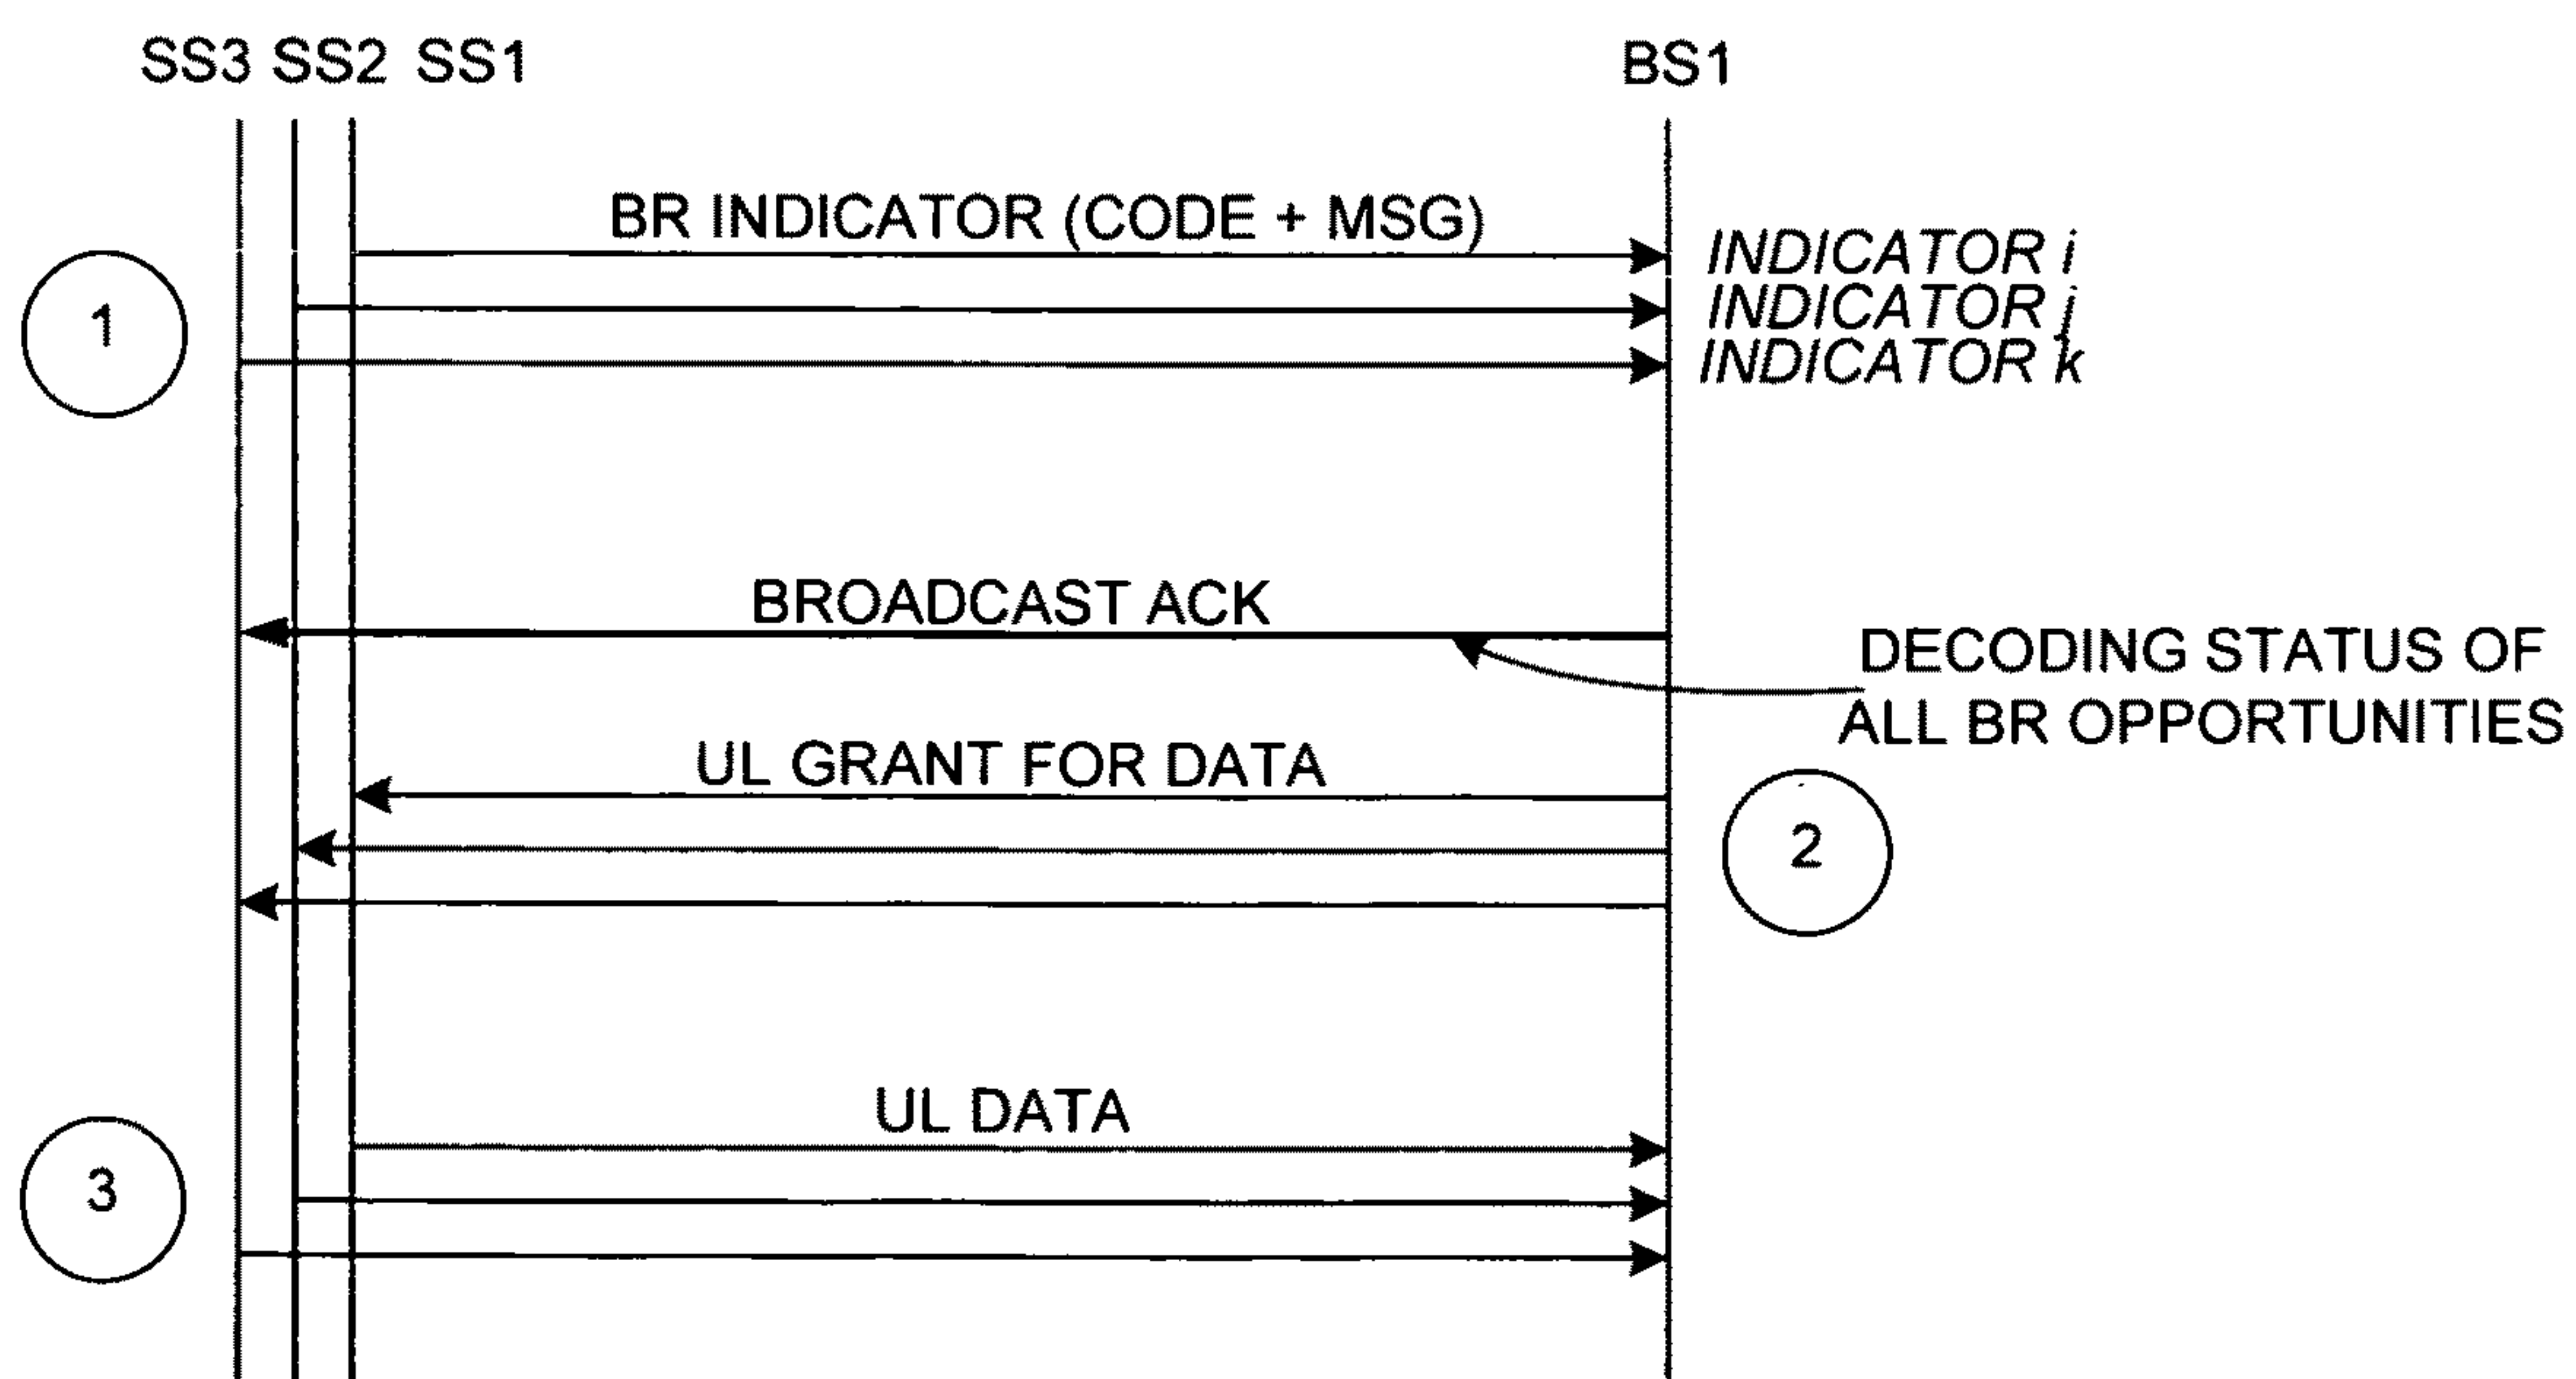 SS3 SS2 SS1
BS1
BR INDICATOR (CODE + MSG)
INDICATOR i
INDICATOR j
INDICATOR k
1
BROADCAST ACK
DECODING STATUS OF
ALL BR OPPORTUNITIES
UL GRANT FOR DATA
2
UL DATA
3